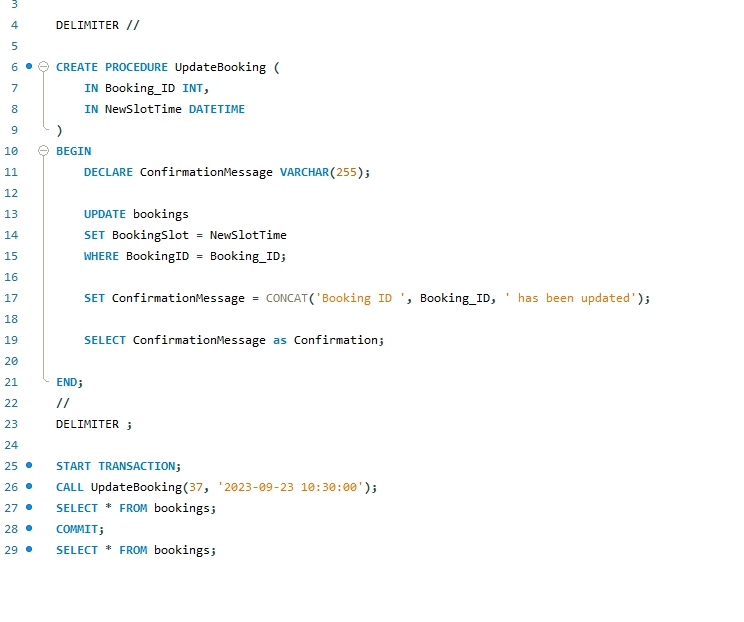 3
4 DELIMITER //
5
6 CREATE PROCEDURE UpdateBooking (
7 IN Booking_ID INT,
8 IN NewSlotTime DATETIME
9 )
10 BEGIN
11 DECLARE ConfirmationMessage VARCHAR(255);
12
13 UPDATE bookings
14 SET BookingSlot = NewSlotTime
15 WHERE BookingID = Booking_ID;
16
17 SET ConfirmationMessage = CONCAT('Booking ID ', Booking_ID, ' has been updated');
18
19 SELECT ConfirmationMessage as Confirmation;
20
21 END;
22 //
23 DELIMITER ;
24
25 START TRANSACTION;
26 CALL UpdateBooking(37, '2023-09-23 10:30:00');
27 SELECT * FROM bookings;
28 COMMIT;
29 SELECT * FROM bookings;